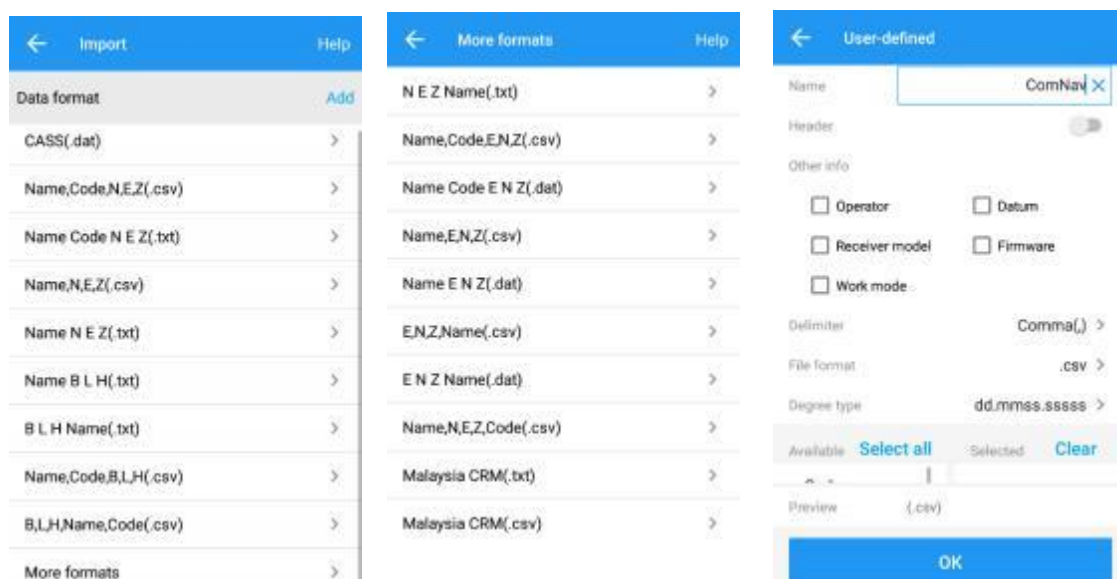 Import Help
Data format Add
CASS(.dat)
Name,Code,N,E,Z(.csv)
Name Code N E Z(.txt)
Name,N,E,Z(.csv)
Name N E Z(.txt)
Name B L H(.txt)
B L H Name(.txt)
Name,Code,B,L,H(.csv)
B,L,H,Name,Code(.csv)
More formats
More formats Help
N E Z Name(.txt)
Name,Code,E,N,Z(.csv)
Name Code E N Z(.dat)
Name,E,N,Z(.csv)
Name E N Z(.dat)
E,N,Z,Name(.csv)
E N Z Name(.dat)
Name,N,E,Z,Code(.csv)
Malaysia CRM(.txt)
Malaysia CRM(.csv)
User-defined
Name ComNav
Header
Other info
Operator Datum
Receiver model Firmware
Work mode
Delimiter Comma(,)
File format .csv
Degree type dd.mmss.sssss
Available Select all Selected Clear
Preview (.csv)
OK